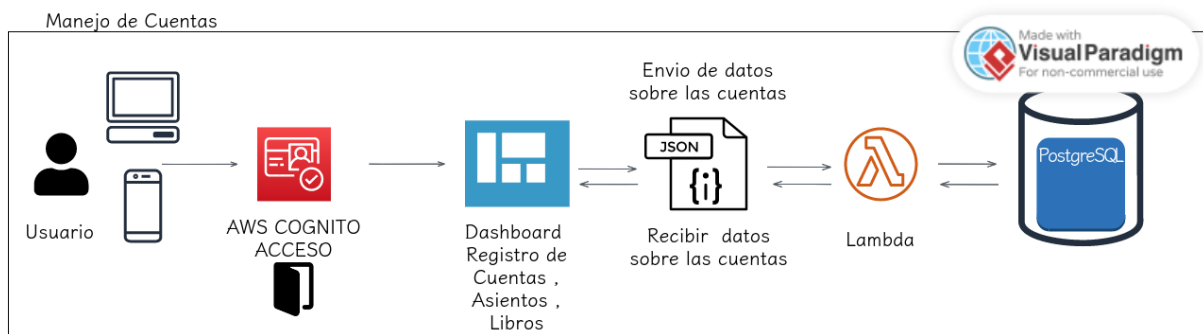 Manejo de Cuentas
Made with
Visual Paradigm
For non-commercial use
Envio de datos
sobre las cuentas
JSON
{i}
PostgreSQL
Usuario
AWS COGNITO
ACCESO
Dashboard
Registro de
Cuentas ,
Asientos ,
Libros
Recibir datos
sobre las cuentas
Lambda